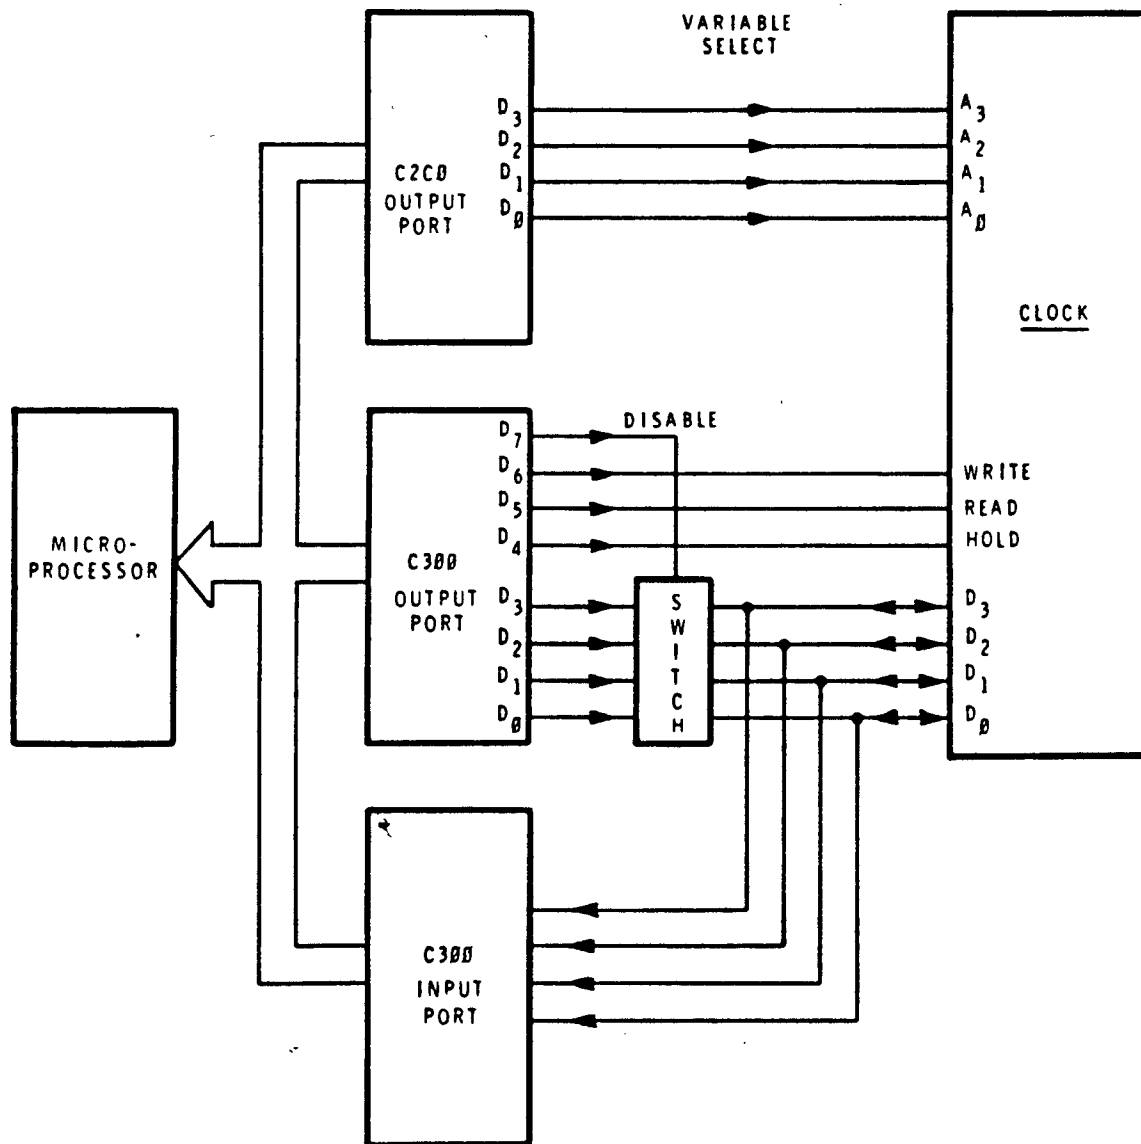 VARIABLE
SELECT
C2C0
OUTPUT
PORT
D3
D2
D1
D0
A3
A2
A1
A0
CLOCK
MICRO-
PROCESSOR
C300
OUTPUT
PORT
D7
D6
D5
D4
D3
D2
D1
D0
DISABLE
SWITCH
WRITE
READ
HOLD
D3
D2
D1
D0
C300
INPUT
PORT